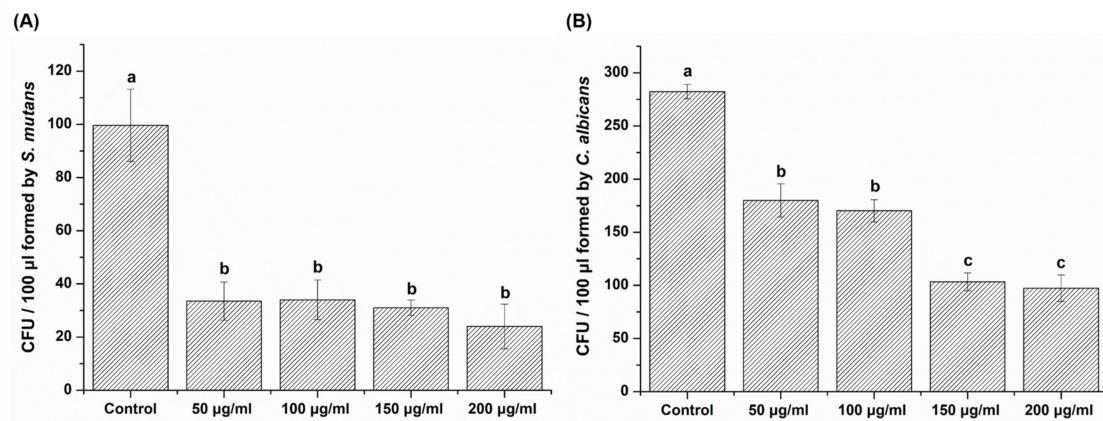 (A)
CFU / 100 µl formed by S. mutans
120
100
80
60
40
20
0
a
b
b
b
b
Control
50 µg/ml
100 µg/ml
150 µg/ml
200 µg/ml
(B)
CFU / 100 µl formed by C. albicans
300
250
200
150
100
50
0
a
b
b
c
c
Control
50 µg/ml
100 µg/ml
150 µg/ml
200 µg/ml